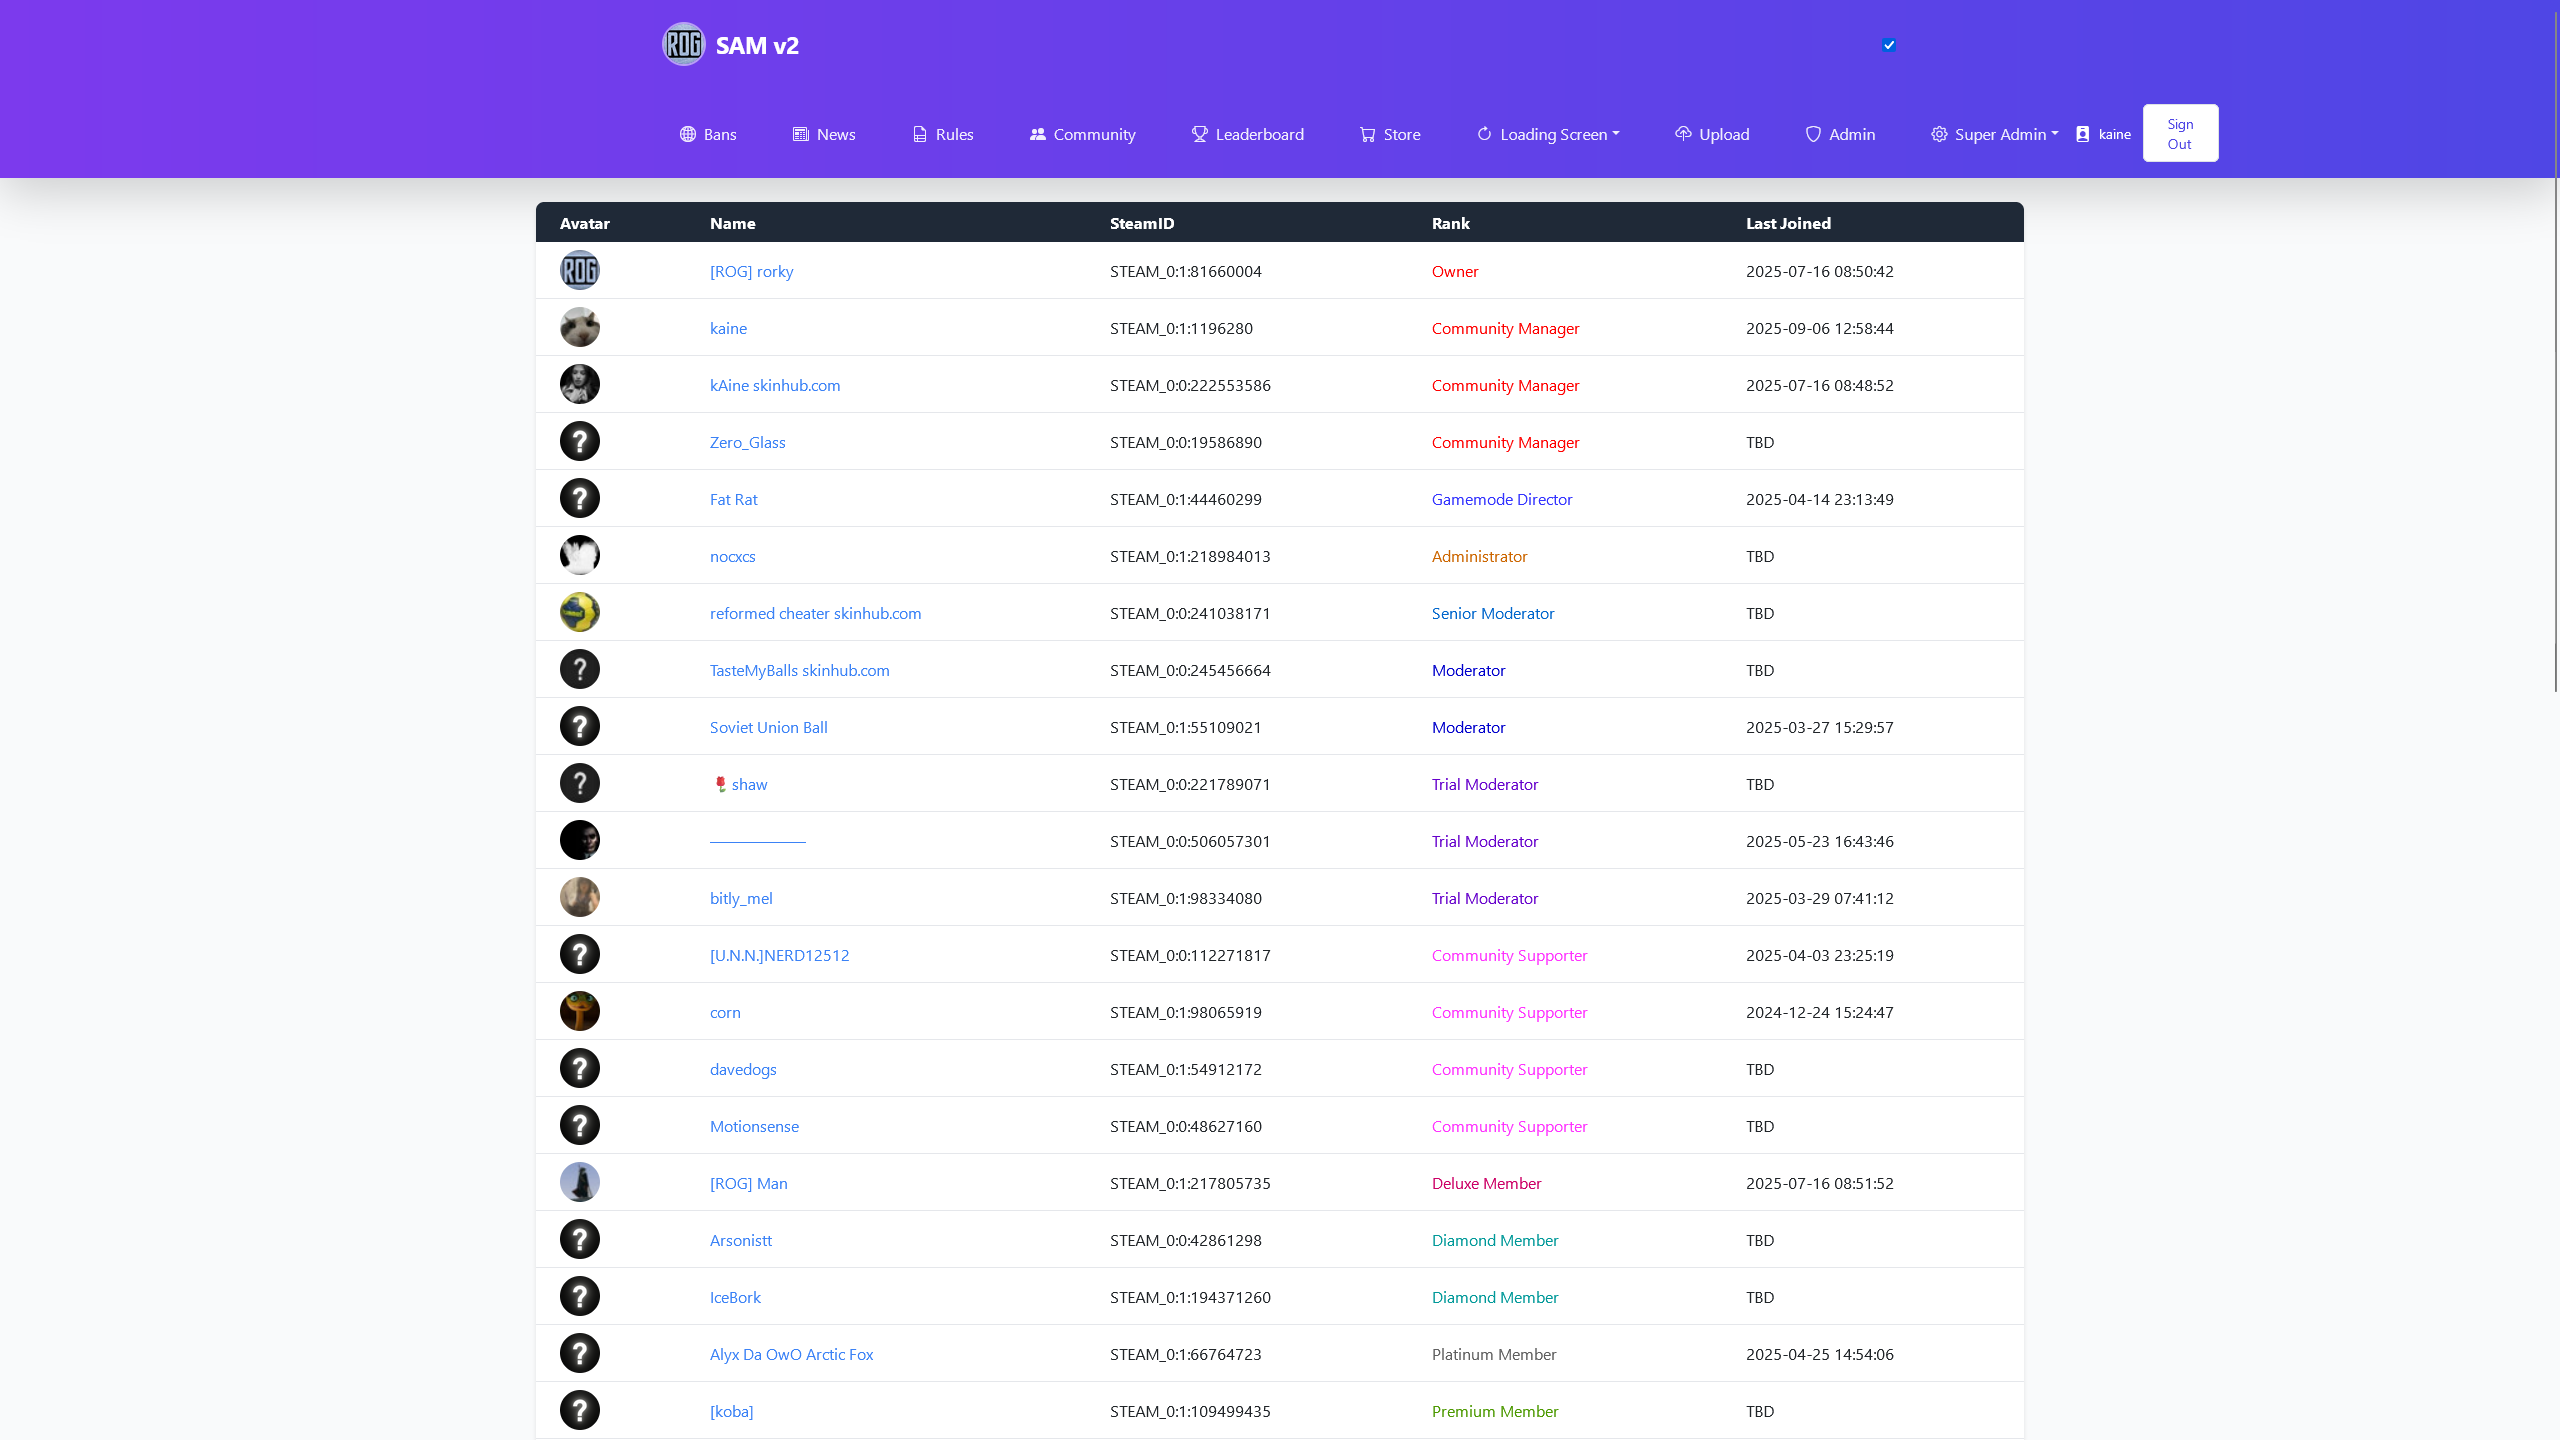 ROG SAM v2
Bans News Rules Community Leaderboard Store Loading Screen Upload Admin Super Admin kaine Sign Out
Avatar Name SteamID Rank Last Joined
ROG [ROG] rorky STEAM_0:1:81660004 Owner 2025-07-16 08:50:42
kaine STEAM_0:1:1196280 Community Manager 2025-09-06 12:58:44
kAine skinhub.com STEAM_0:0:222553586 Community Manager 2025-07-16 08:48:52
? Zero_Glass STEAM_0:0:19586890 Community Manager TBD
? Fat Rat STEAM_0:1:44460299 Gamemode Director 2025-04-14 23:13:49
nocxcs STEAM_0:1:218984013 Administrator TBD
reformed cheater skinhub.com STEAM_0:0:241038171 Senior Moderator TBD
? TasteMyBalls skinhub.com STEAM_0:0:245456664 Moderator TBD
? Soviet Union Ball STEAM_0:1:55109021 Moderator 2025-03-27 15:29:57
? 🌹 shaw STEAM_0:0:221789071 Trial Moderator TBD
—————— STEAM_0:0:506057301 Trial Moderator 2025-05-23 16:43:46
bitly_mel STEAM_0:1:98334080 Trial Moderator 2025-03-29 07:41:12
? [U.N.N.]NERD12512 STEAM_0:0:112271817 Community Supporter 2025-04-03 23:25:19
corn STEAM_0:1:98065919 Community Supporter 2024-12-24 15:24:47
? davedogs STEAM_0:1:54912172 Community Supporter TBD
? Motionsense STEAM_0:0:48627160 Community Supporter TBD
[ROG] Man STEAM_0:1:217805735 Deluxe Member 2025-07-16 08:51:52
? Arsonistt STEAM_0:0:42861298 Diamond Member TBD
? IceBork STEAM_0:1:194371260 Diamond Member TBD
? Alyx Da OwO Arctic Fox STEAM_0:1:66764723 Platinum Member 2025-04-25 14:54:06
? [koba] STEAM_0:1:109499435 Premium Member TBD